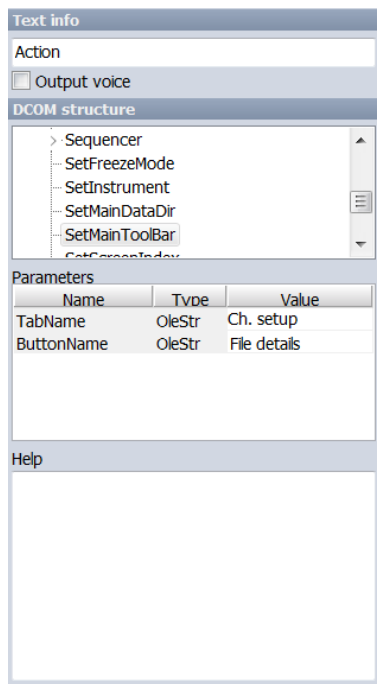 Text info
Action
Output voice
DCOM structure
Sequencer
SetFreezeMode
SetInstrument
SetMainDataDir
SetMainToolBar
SetScreenIndex
Parameters
Name Type Value
TabName OleStr Ch. setup
ButtonName OleStr File details
Help